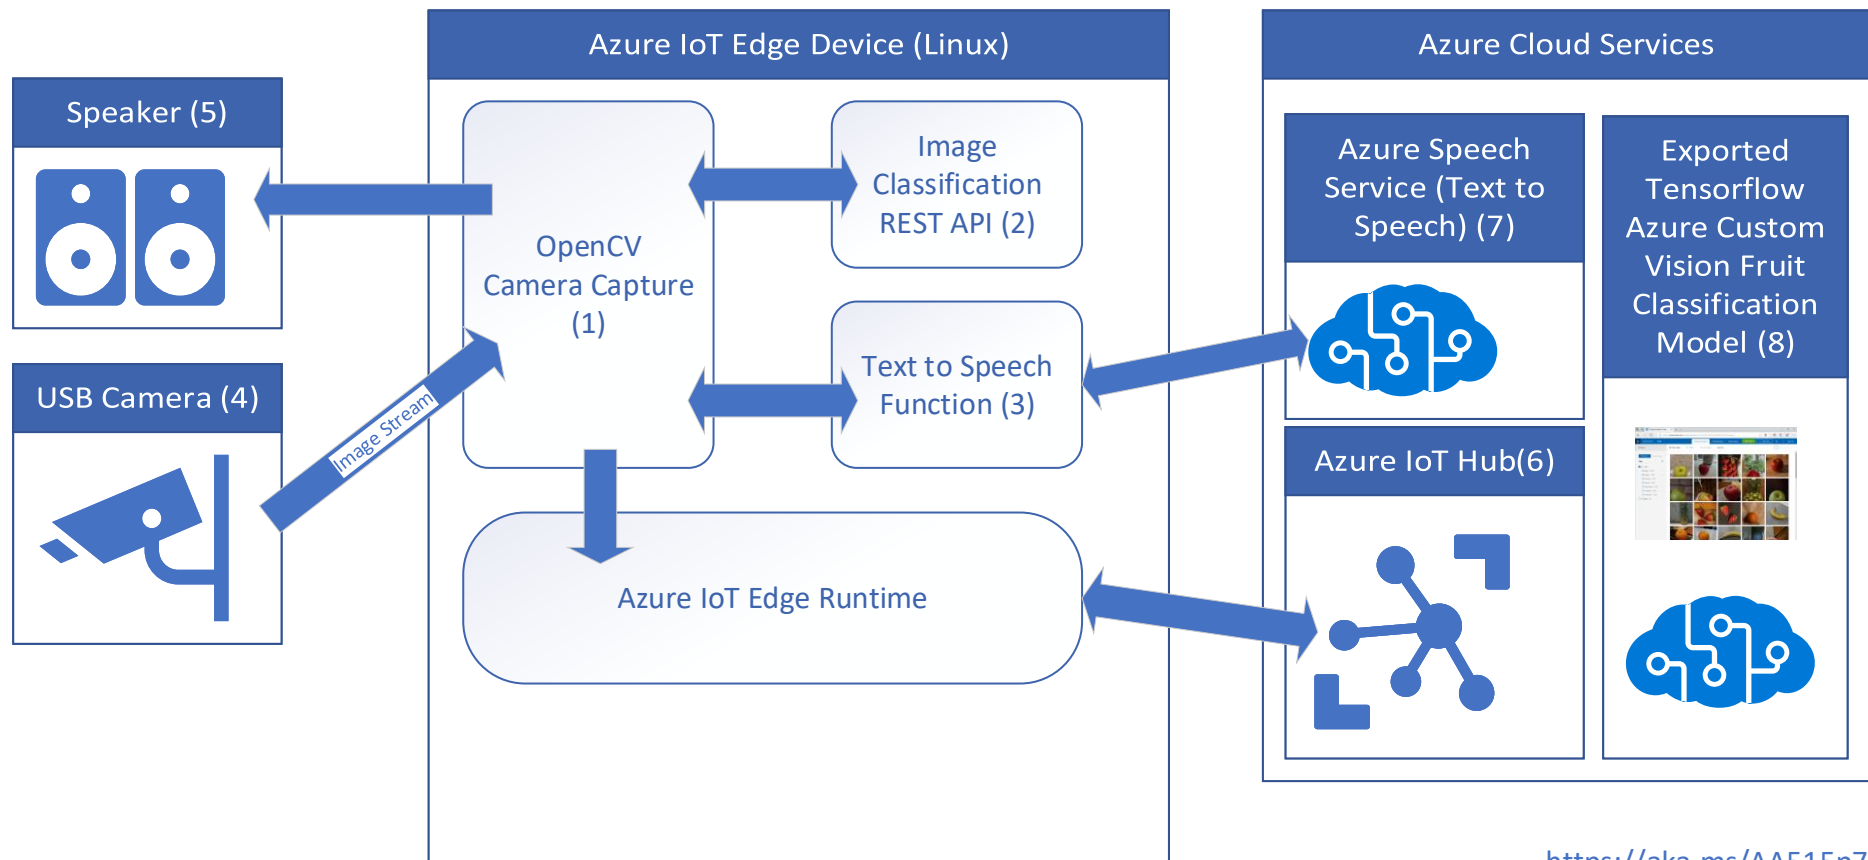 Azure IoT Edge Device (Linux)
Azure Cloud Services
Speaker (5)
USB Camera (4)
Image Stream
OpenCV
Camera Capture
(1)
Image
Classification
REST API (2)
Text to Speech
Function (3)
Azure IoT Edge Runtime
Azure Speech
Service (Text to
Speech) (7)
Azure IoT Hub(6)
Exported
Tensorflow
Azure Custom
Vision Fruit
Classification
Model (8)